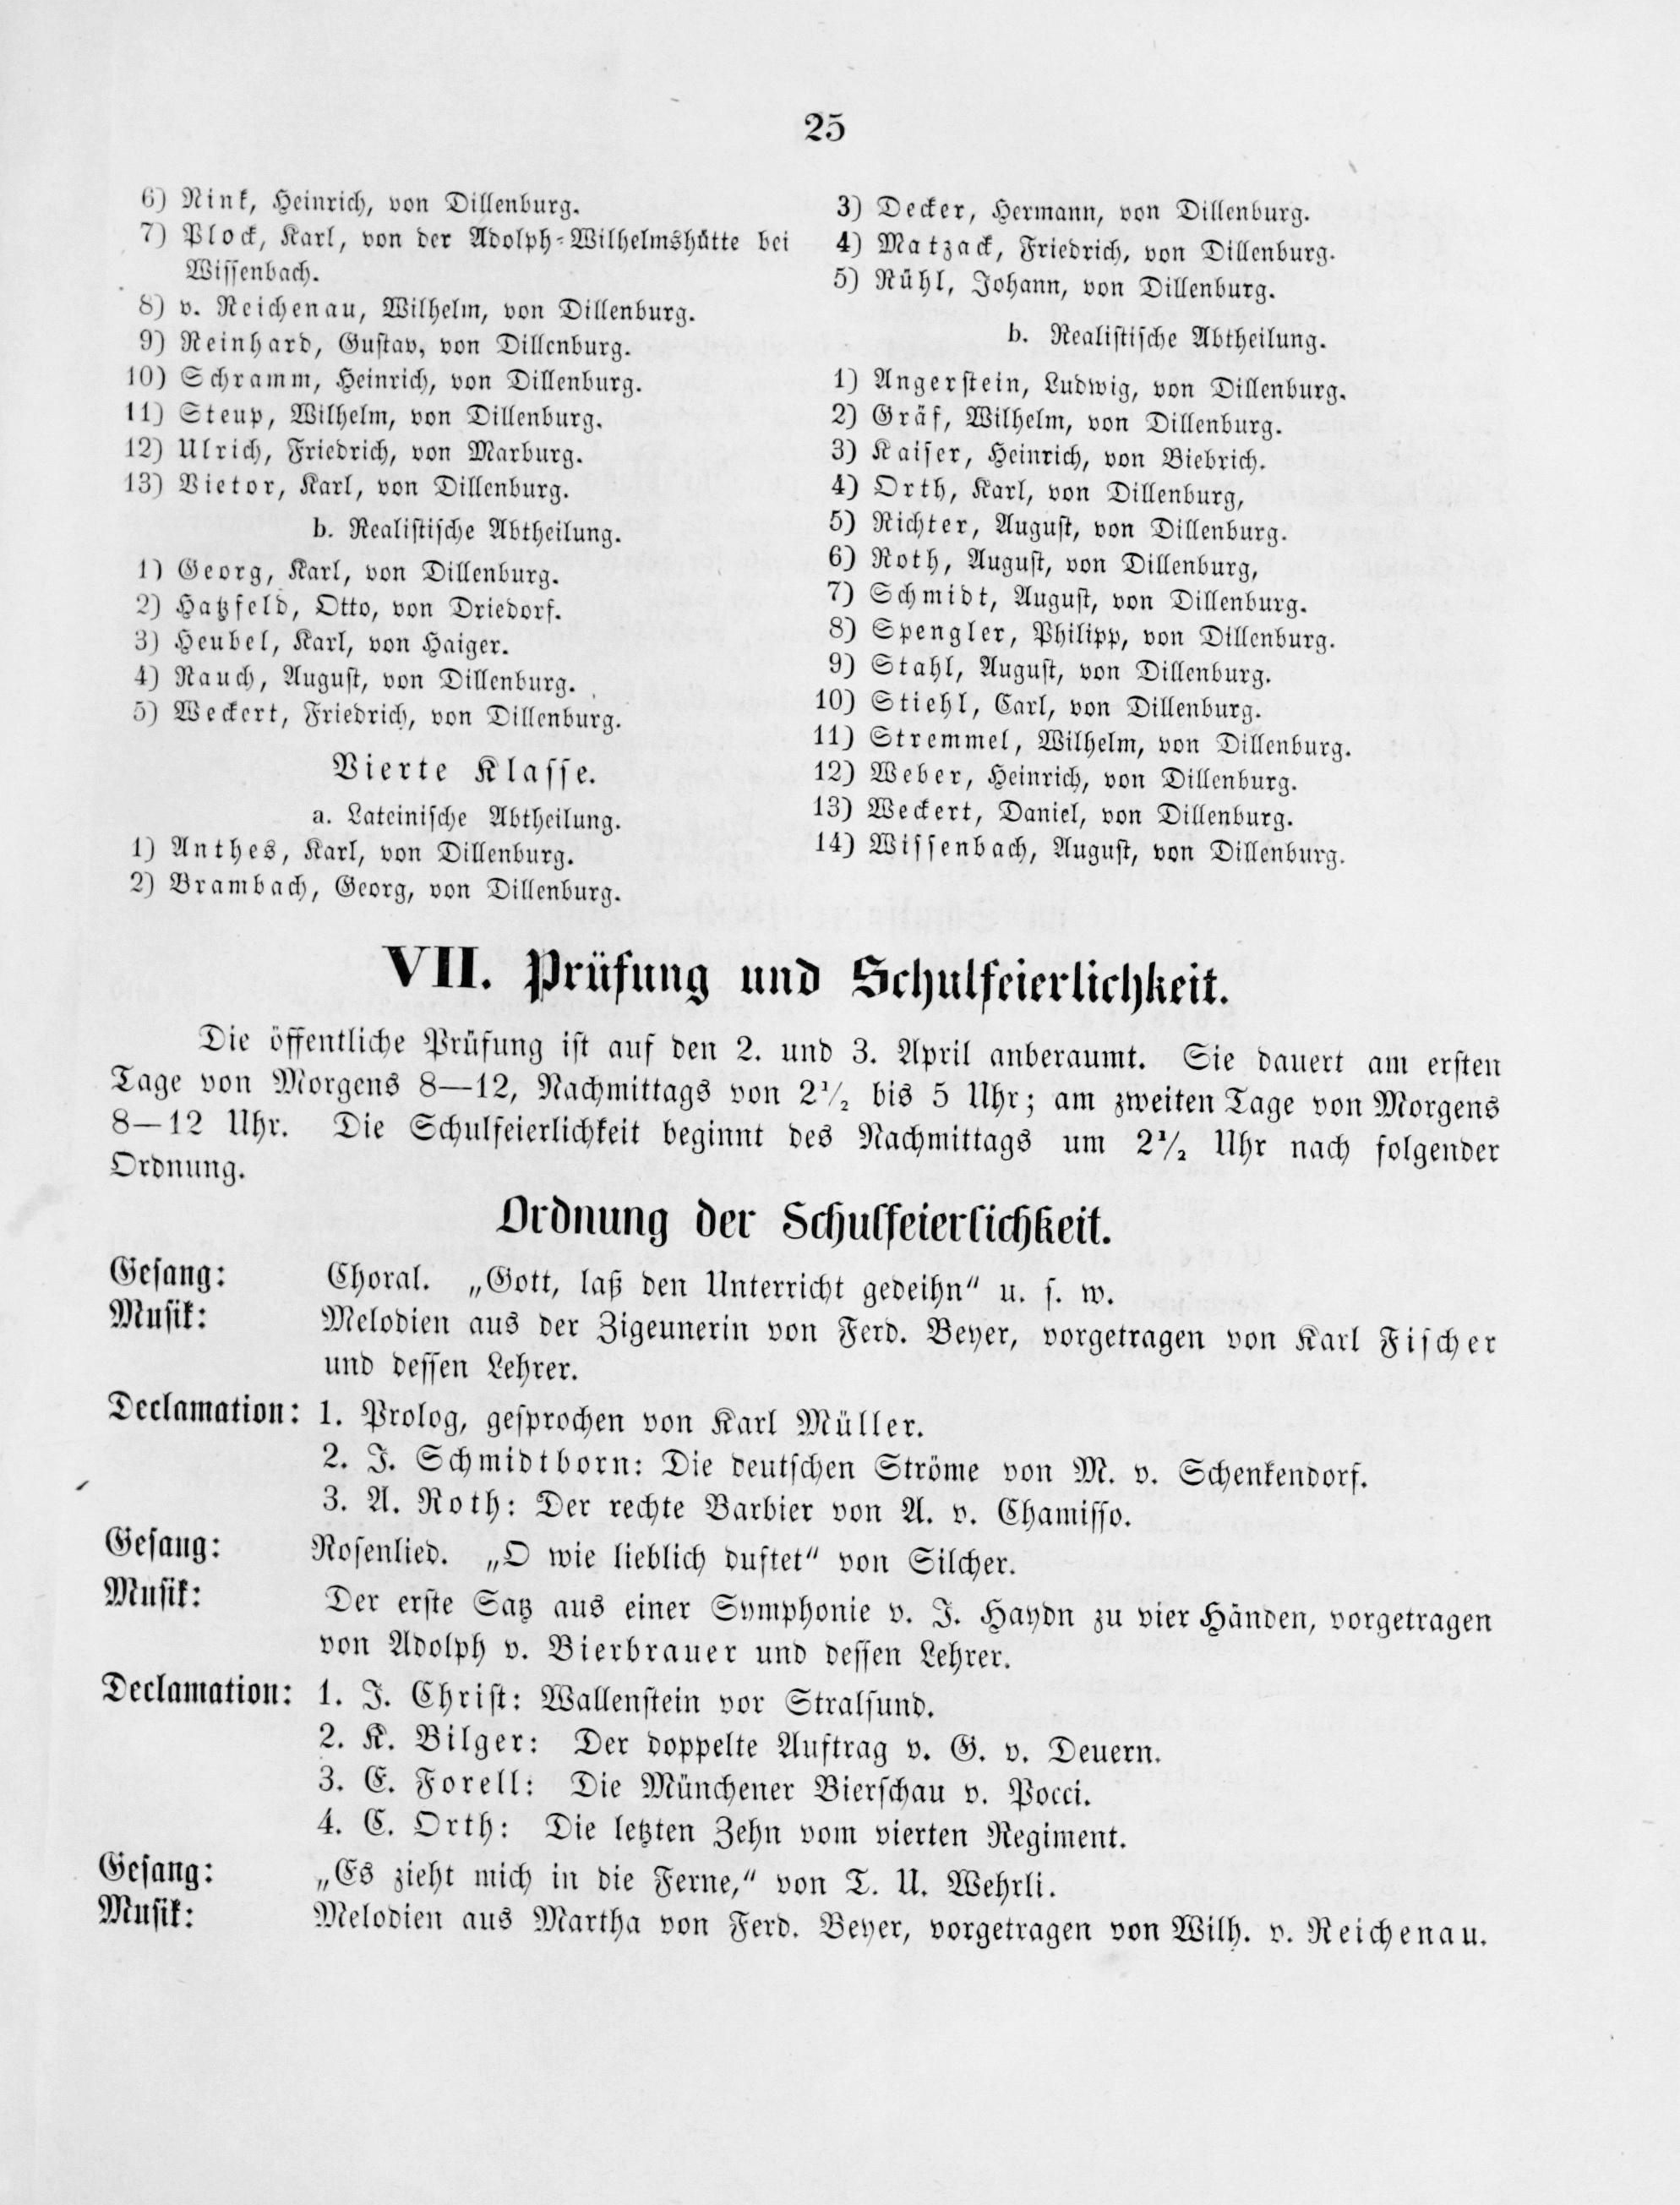 25
6) Nink, Heinrich, von Dillenburg.
7) Plock, Karl, von der Adolph-Wilhelmshütte bei
Wissenbach.
8) v. Reichenau, Wilhelm, von Dillenburg.
9) Reinhard, Gustav, von Dillenburg.
10) Schramm, Heinrich, von Dillenburg.
11) Steup, Wilhelm, von Dillenburg.
12) Ulrich, Friedrich, von Marburg.
13) Vietor, Karl, von Dillenburg.
b. Realistische Abtheilung.
1) Georg, Karl, von Dillenburg.
2) Hatzfeld, Otto, von Driedorf.
3) Heubel, Karl, von Haiger.
4) Rauch, August, von Dillenburg.
5) Weckert, Friedrich, von Dillenburg.
Vierte Klasse.
a. Lateinische Abtheilung.
1) Anthes, Karl, von Dillenburg.
2) Brambach, Georg, von Dillenburg.
3) Decker, Hermann, von Dillenburg.
4) Matzack, Friedrich, von Dillenburg.
5) Rühl, Johann, von Dillenburg.
b. Realistische Abtheilung.
1) Angerstein, Ludwig, von Dillenburg.
2) Gräf, Wilhelm, von Dillenburg.
3) Kaiser, Heinrich, von Biebrich.
4) Orth, Karl, von Dillenburg,
5) Richter, August, von Dillenburg.
6) Roth, August, von Dillenburg,
7) Schmidt, August, von Dillenburg.
8) Spengler, Philipp, von Dillenburg.
9) Stahl, August, von Dillenburg.
10) Stiehl, Carl, von Dillenburg.
11) Stremmel, Wilhelm, von Dillenburg.
12) Weber, Heinrich, von Dillenburg.
13) Weckert, Daniel, von Dillenburg.
14) Wissenbach, August, von Dillenburg.
VII. Prüfung und Schulfeierlichkeit.
Die öffentliche Prüfung ist auf den 2. und 3. April anberaumt. Sie dauert am ersten
Tage von Morgens 8—12, Nachmittags von 2½ bis 5 Uhr; am zweiten Tage von Morgens
8—12 Uhr. Die Schulfeierlichkeit beginnt des Nachmittags um 2½ Uhr nach folgender
Ordnung.
Ordnung der Schulfeierlichkeit.
Gesang: Choral. „Gott, laß den Unterricht gedeihn" u. s. w.
Musik: Melodien aus der Zigeunerin von Ferd. Beyer, vorgetragen von Karl Fischer
und dessen Lehrer.
Declamation: 1. Prolog, gesprochen von Karl Müller.
2. J. Schmidtborn: Die deutschen Ströme von M. v. Schenkendorf.
3. A. Roth: Der rechte Barbier von A. v. Chamisso.
Gesang: Rosenlied. „O wie lieblich duftet" von Silcher.
Musik: Der erste Satz aus einer Symphonie v. J. Haydn zu vier Händen, vorgetragen
von Adolph v. Bierbrauer und dessen Lehrer.
Declamation: 1. J. Christ: Wallenstein vor Stralsund.
2. K. Bilger: Der doppelte Auftrag v. G. v. Deuern.
3. E. Forell: Die Münchener Bierschau v. Pocci.
4. C. Orth: Die letzten Zehn vom vierten Regiment.
Gesang: „Es zieht mich in die Ferne," von T. U. Wehrli.
Musik: Melodien aus Martha von Ferd. Beyer, vorgetragen von Wilh. v. Reichenau.